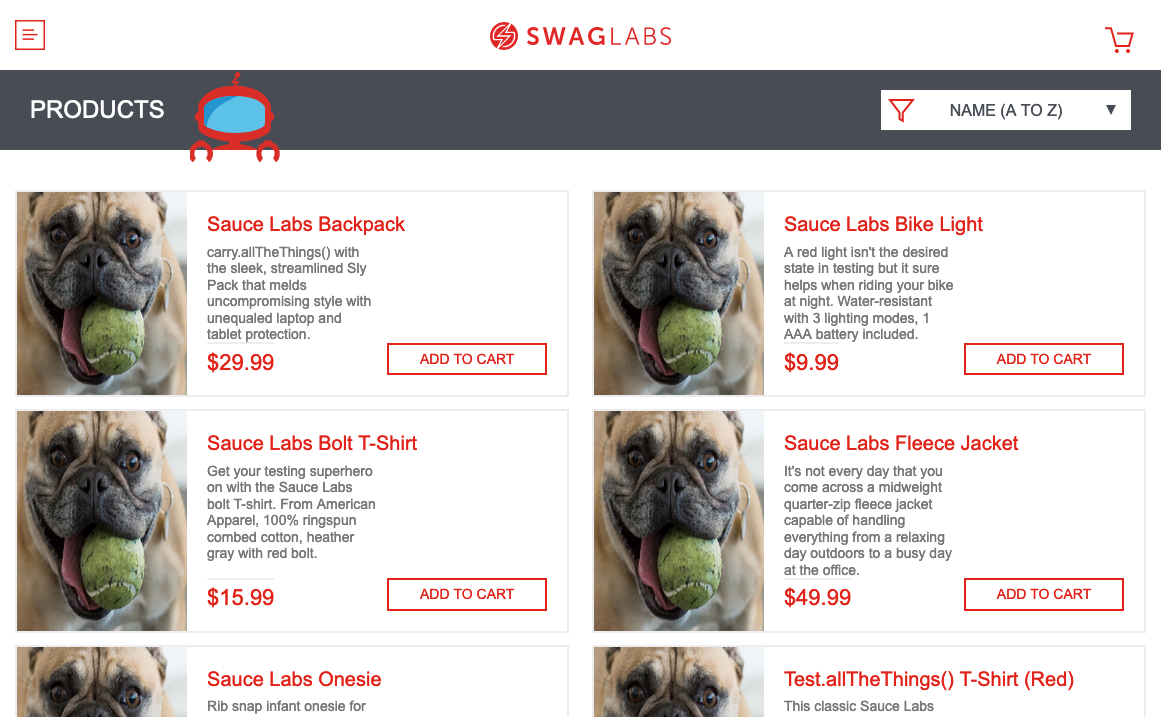 SWAGLABS
PRODUCTS
NAME (A TO Z)
Sauce Labs Backpack
carry.allTheThings() with
the sleek, streamlined Sly
Pack that melds
uncompromising style with
unequaled laptop and
tablet protection.
$29.99
ADD TO CART
Sauce Labs Bike Light
A red light isn't the desired
state in testing but it sure
helps when riding your bike
at night. Water-resistant
with 3 lighting modes, 1
AAA battery included.
$9.99
ADD TO CART
Sauce Labs Bolt T-Shirt
Get your testing superhero
on with the Sauce Labs
bolt T-shirt. From American
Apparel, 100% ringspun
combed cotton, heather
gray with red bolt.
$15.99
ADD TO CART
Sauce Labs Fleece Jacket
It's not every day that you
come across a midweight
quarter-zip fleece jacket
capable of handling
everything from a relaxing
day outdoors to a busy day
at the office.
$49.99
ADD TO CART
Sauce Labs Onesie
Rib snap infant onesie for
Test.allTheThings() T-Shirt (Red)
This classic Sauce Labs